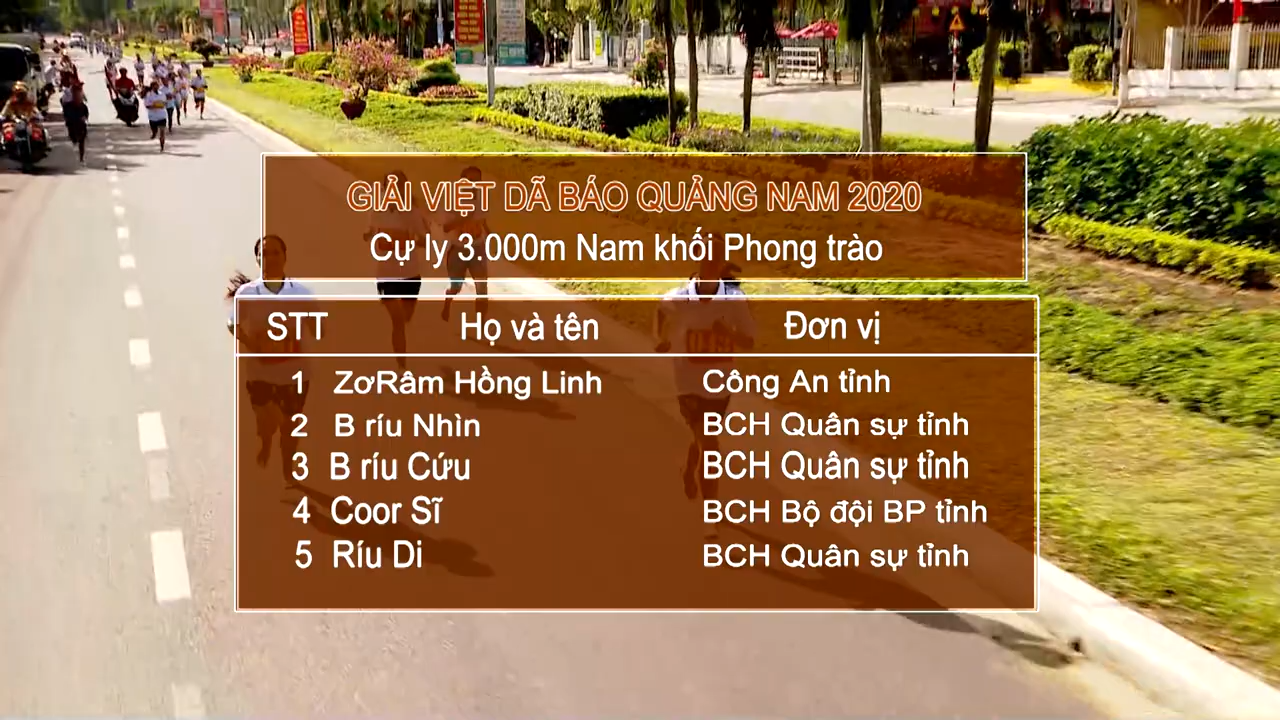 GIẢI VIỆT DÃ BÁO QUẢNG NAM 2020
Cự ly 3.000m Nam khối Phong trào
STT Họ và tên Đơn vị
1 ZơRâm Hồng Linh Công An tỉnh
2 B ríu Nhìn BCH Quân sự tỉnh
3 B ríu Cứu BCH Quân sự tỉnh
4 Coor Sĩ BCH Bộ đội BP tỉnh
5 Ríu Di BCH Quân sự tỉnh